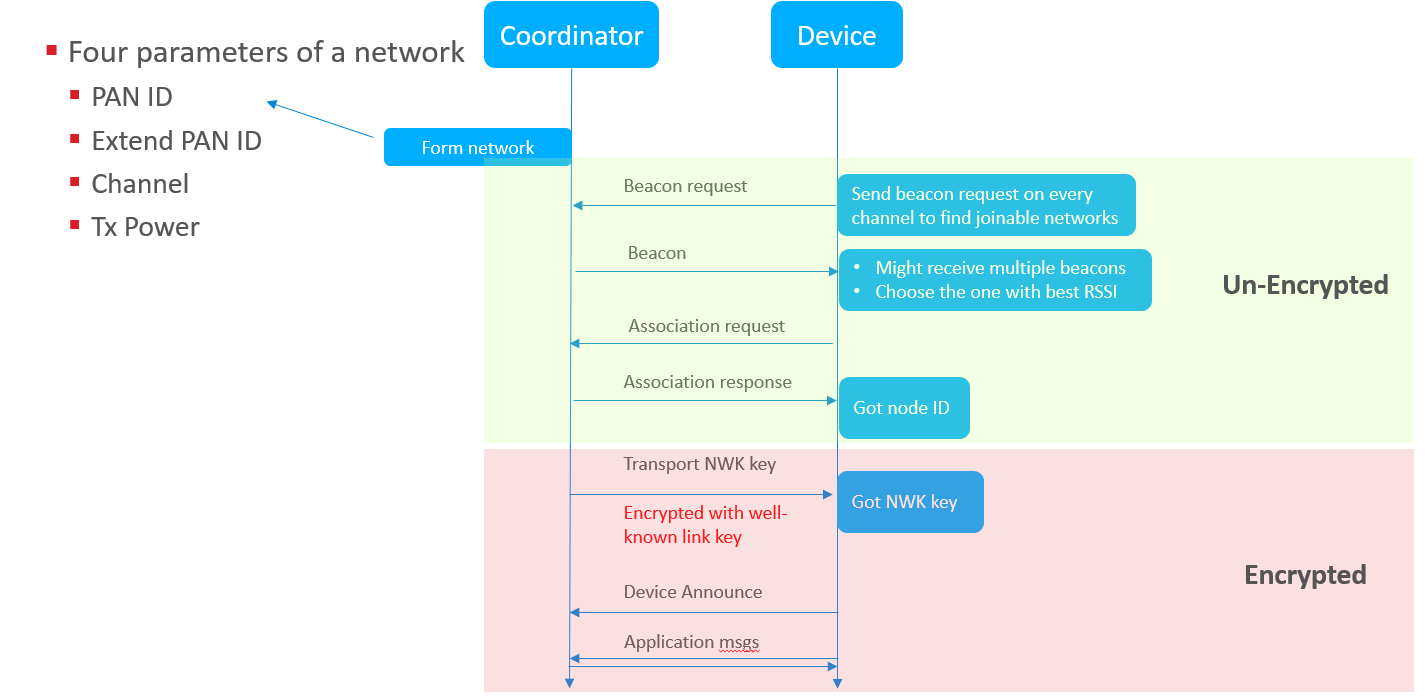 Four parameters of a network
PAN ID
Extend PAN ID
Channel
Tx Power
Coordinator
Device
Form network
Beacon request
Send beacon request on every
channel to find joinable networks
Beacon
• Might receive multiple beacons
• Choose the one with best RSSI
Un-Encrypted
Association request
Association response
Got node ID
Transport NWK key
Got NWK key
Encrypted with well-
known link key
Encrypted
Device Announce
Application msgs